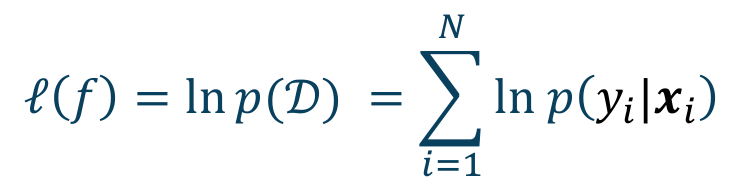 ℓ(f) = ln p(𝒟) = ∑_{i=1}^{N} ln p(y_i|𝒙_i)